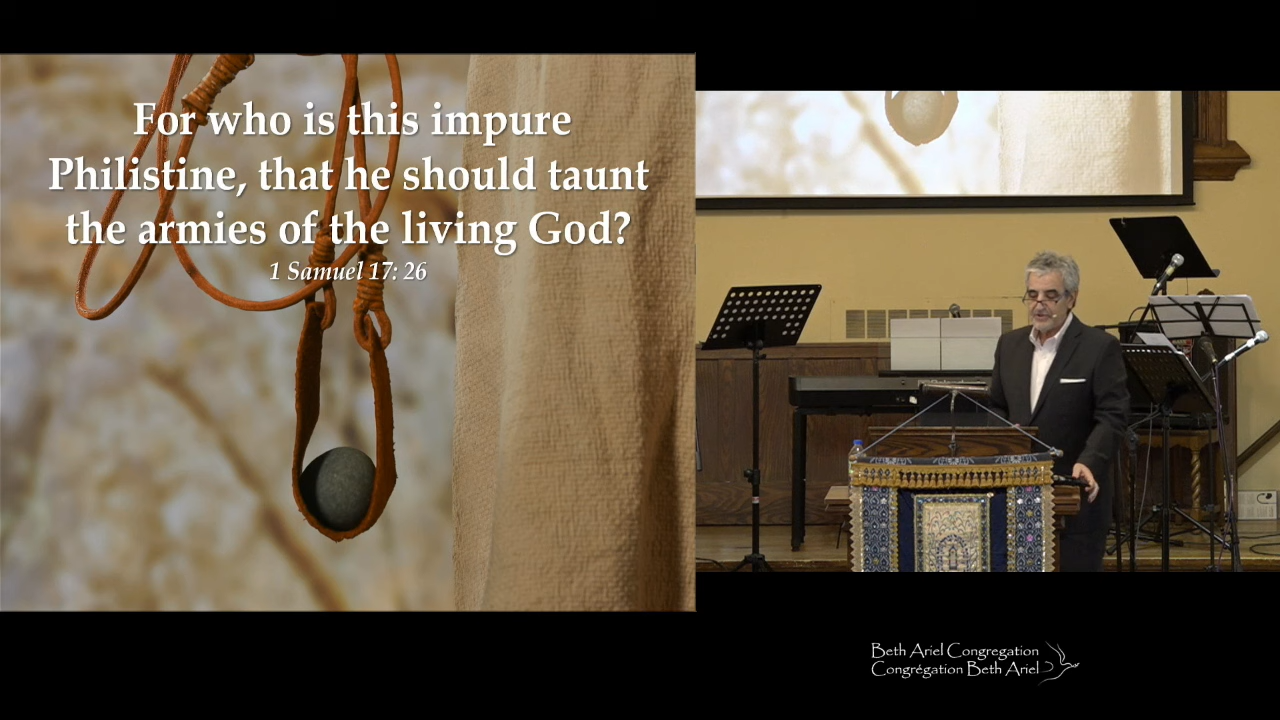 For who is this impure
Philistine, that he should taunt
the armies of the living God?
1 Samuel 17: 26
Beth Ariel Congregation
Congrégation Beth Ariel